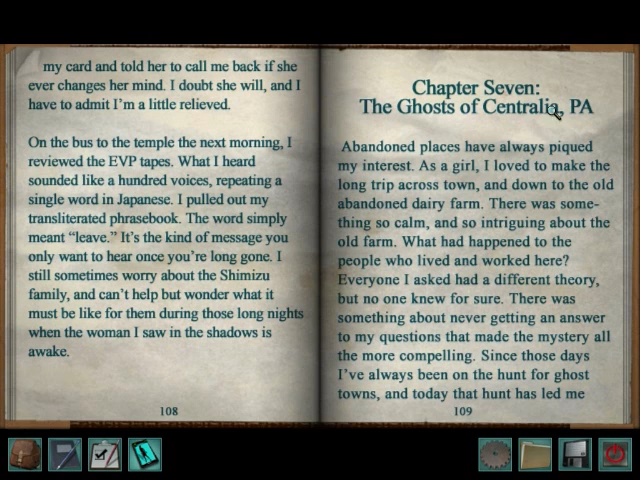 my card and told her to call me back if she
ever changes her mind. I doubt she will, and I
have to admit I'm a little relieved.
On the bus to the temple the next morning, I
reviewed the EVP tapes. What I heard
sounded like a hundred voices, repeating a
single word in Japanese. I pulled out my
transliterated phrasebook. The word simply
meant “leave.” It's the kind of message you
only want to hear once you're long gone. I
still sometimes worry about the Shimizu
family, and can't help but wonder what it
must be like for them during those long nights
when the woman I saw in the shadows is
awake.
108
Chapter Seven:
The Ghosts of Centralia, PA
Abandoned places have always piqued
my interest. As a girl, I loved to make the
long trip across town, and down to the old
abandoned dairy farm. There was some-
thing so calm, and so intriguing about the
old farm. What had happened to the
people who lived and worked here?
Everyone I asked had a different theory,
but no one knew for sure. There was
something about never getting an answer
to my questions that made the mystery all
the more compelling. Since those days
I've always been on the hunt for ghost
towns, and today that hunt has led me
109